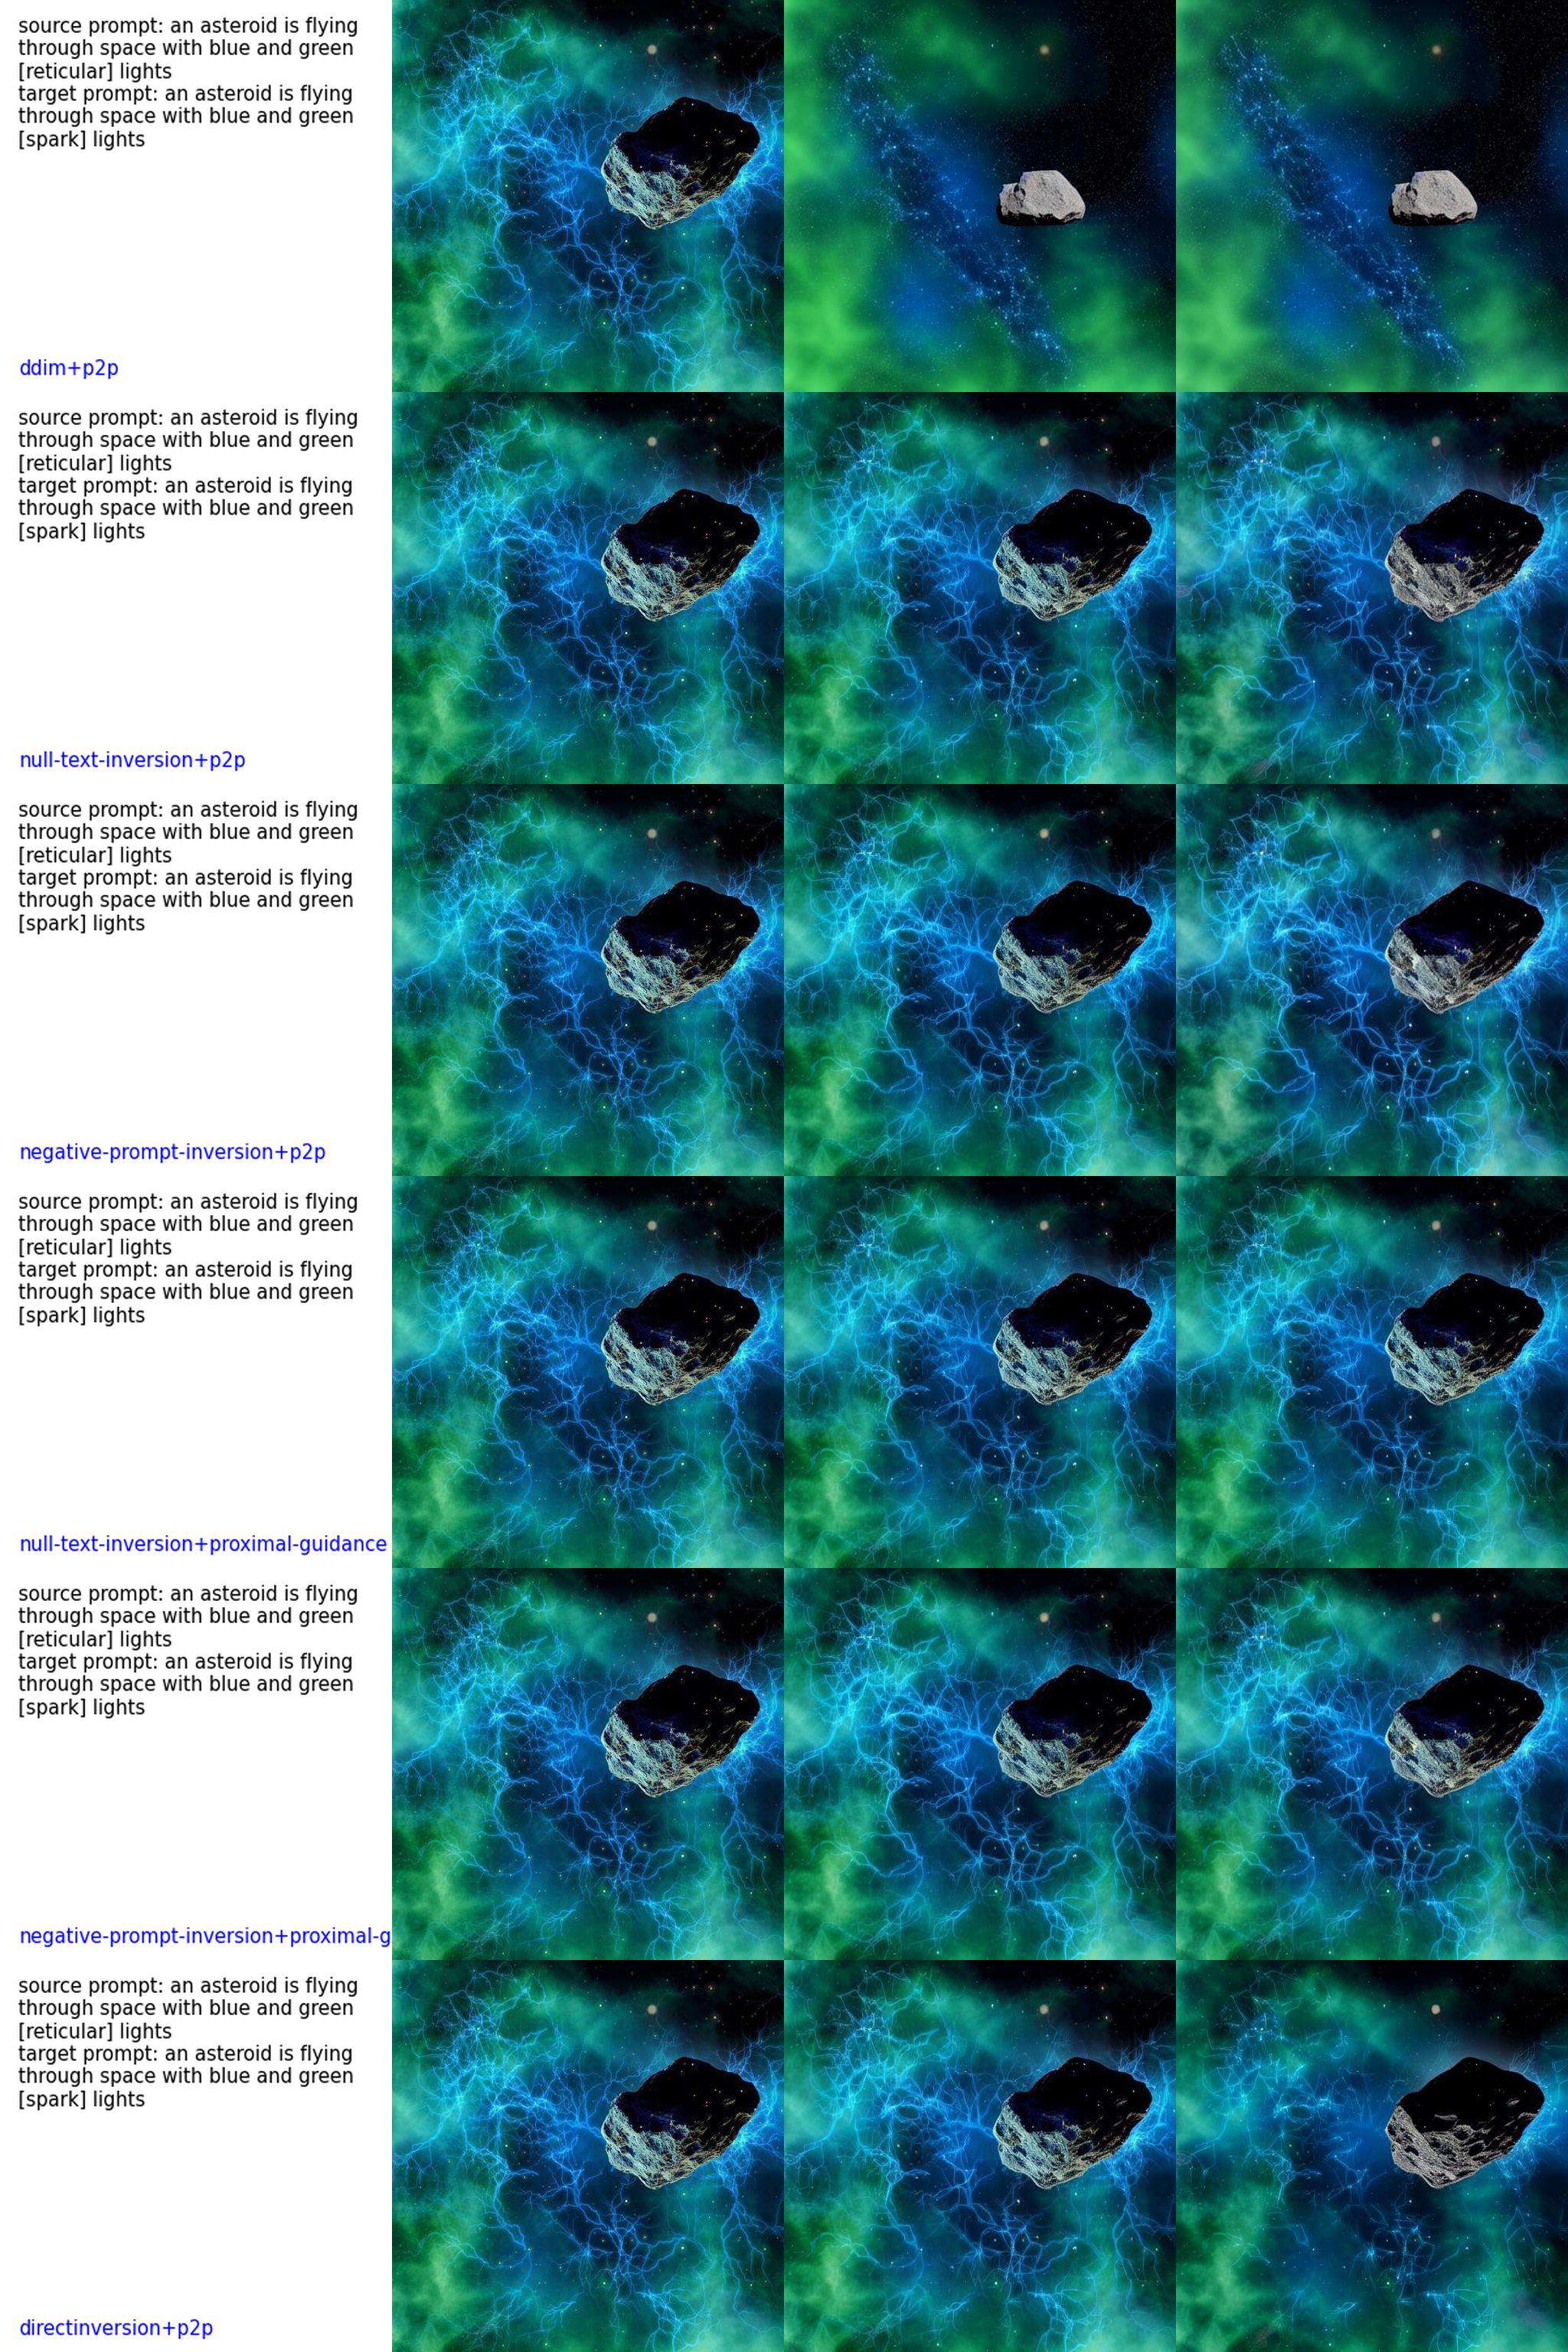 source prompt: an asteroid is flying
through space with blue and green
[reticular] lights
target prompt: an asteroid is flying
through space with blue and green
[spark] lights
ddim+p2p
source prompt: an asteroid is flying
through space with blue and green
[reticular] lights
target prompt: an asteroid is flying
through space with blue and green
[spark] lights
null-text-inversion+p2p
source prompt: an asteroid is flying
through space with blue and green
[reticular] lights
target prompt: an asteroid is flying
through space with blue and green
[spark] lights
negative-prompt-inversion+p2p
source prompt: an asteroid is flying
through space with blue and green
[reticular] lights
target prompt: an asteroid is flying
through space with blue and green
[spark] lights
null-text-inversion+proximal-guidance
source prompt: an asteroid is flying
through space with blue and green
[reticular] lights
target prompt: an asteroid is flying
through space with blue and green
[spark] lights
negative-prompt-inversion+proximal-g
source prompt: an asteroid is flying
through space with blue and green
[reticular] lights
target prompt: an asteroid is flying
through space with blue and green
[spark] lights
directinversion+p2p